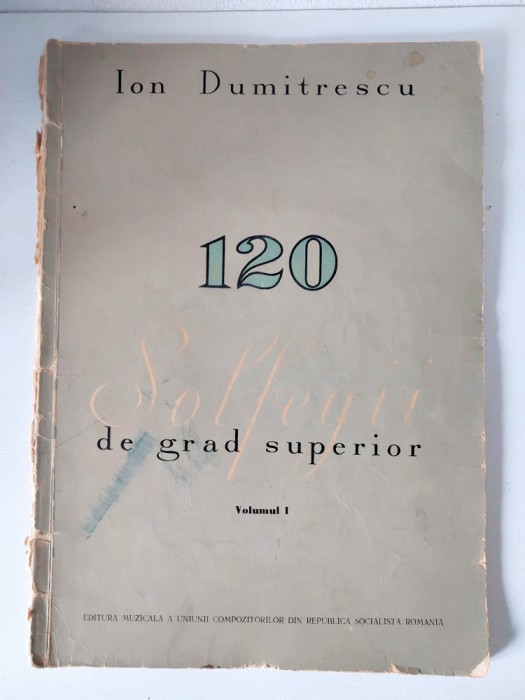 Ion Dumitrescu
120
Solfegii
de grad superior
Volumul I
EDITURA MUZICALA A UNIUNII COMPOZITORILOR DIN REPUBLICA SOCIALISTA ROMANIA